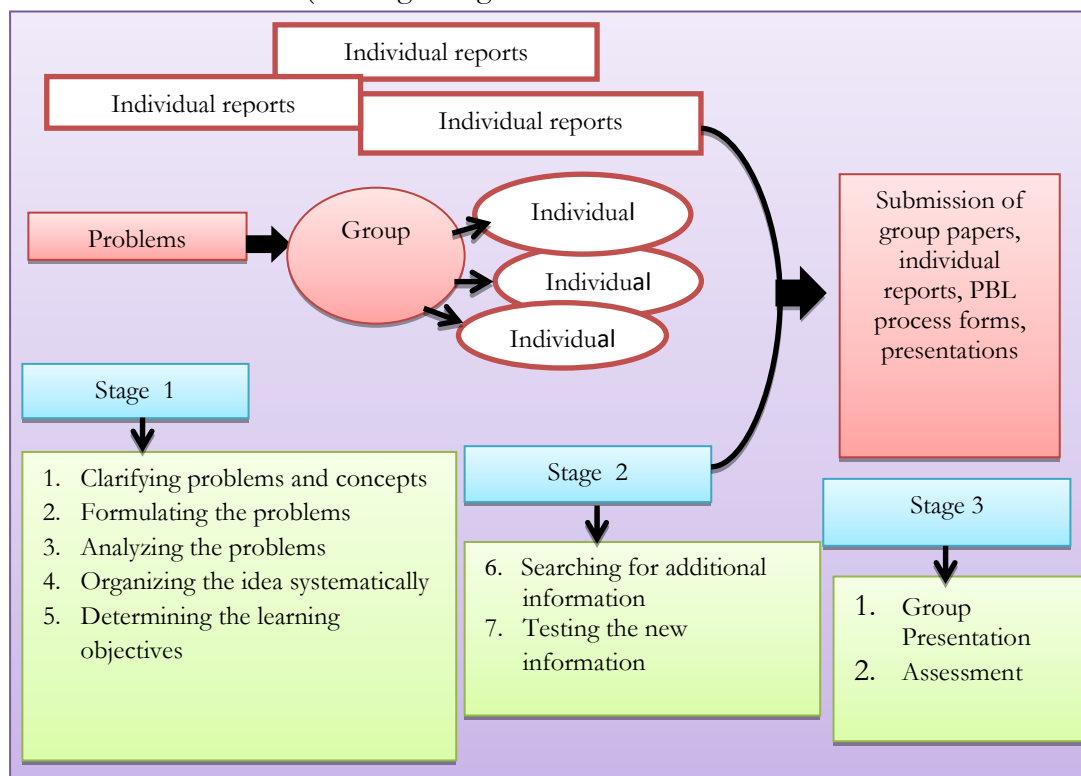 Individual reports
Individual reports
Individual reports
Problems
Group
Individual
Individual
Individual
Submission of
group papers,
individual
reports, PBL
process forms,
presentations
Stage 1
1. Clarifying problems and concepts
2. Formulating the problems
3. Analyzing the problems
4. Organizing the idea systematically
5. Determining the learning
objectives
Stage 2
6. Searching for additional
information
7. Testing the new
information
Stage 3
1. Group
Presentation
2. Assessment